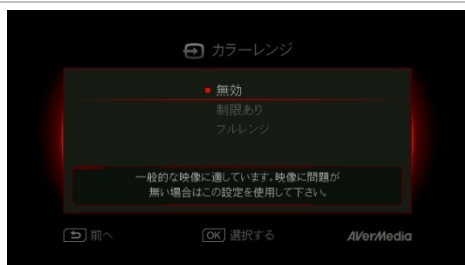 カラーレンジ
無効
制限あり
フルレンジ
一般的な映像に適しています。映像に問題が
無い場合はこの設定を使用して下さい。
前へ
OK 選択する
AVerMedia